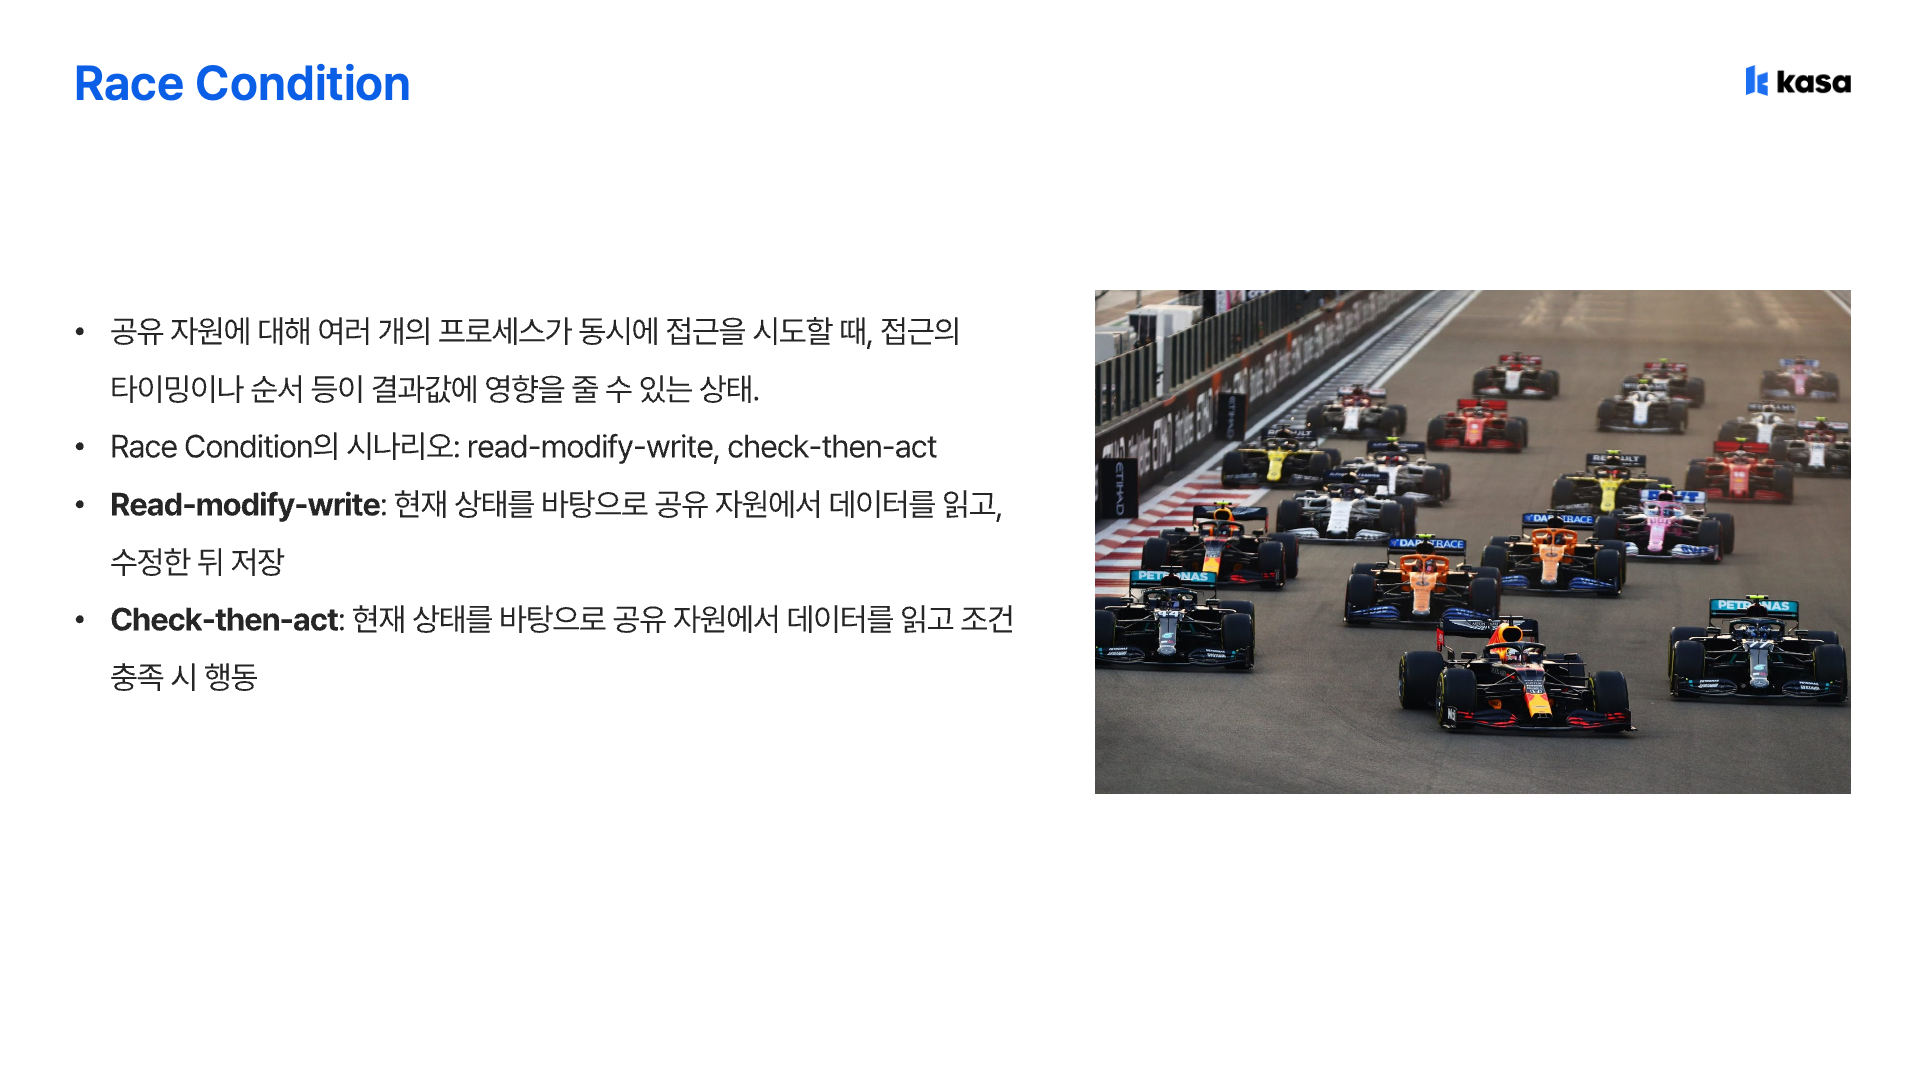 Race Condition
kasa
• 공유 자원에 대해 여러 개의 프로세스가 동시에 접근을 시도할 때, 접근의
타이밍이나 순서 등이 결과값에 영향을 줄 수 있는 상태.
• Race Condition의 시나리오: read-modify-write, check-then-act
• Read-modify-write: 현재 상태를 바탕으로 공유 자원에서 데이터를 읽고,
수정한 뒤 저장
• Check-then-act: 현재 상태를 바탕으로 공유 자원에서 데이터를 읽고 조건
충족 시 행동
ETIHAD
RENAULT
DARKTRACE
DARKTRACE
BWT
PETRONAS
PETRONAS
44
77